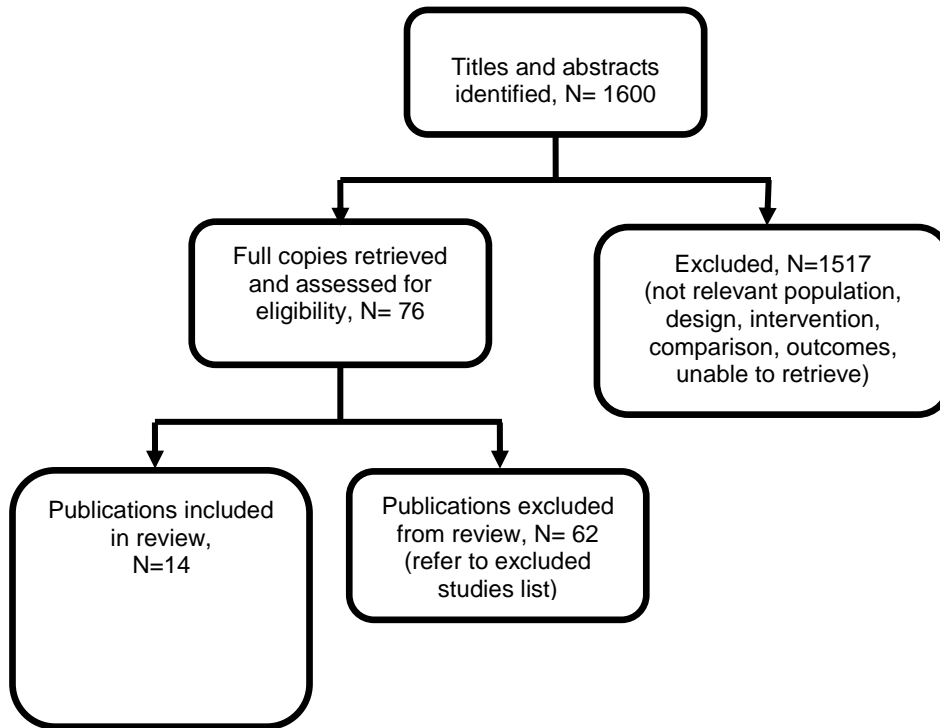 Titles and abstracts
identified, N= 1600
Full copies retrieved
and assessed for
eligibility, N= 76
Excluded, N=1517
(not relevant population,
design, intervention,
comparison, outcomes,
unable to retrieve)
Publications included
in review,
N=14
Publications excluded
from review, N= 62
(refer to excluded
studies list)